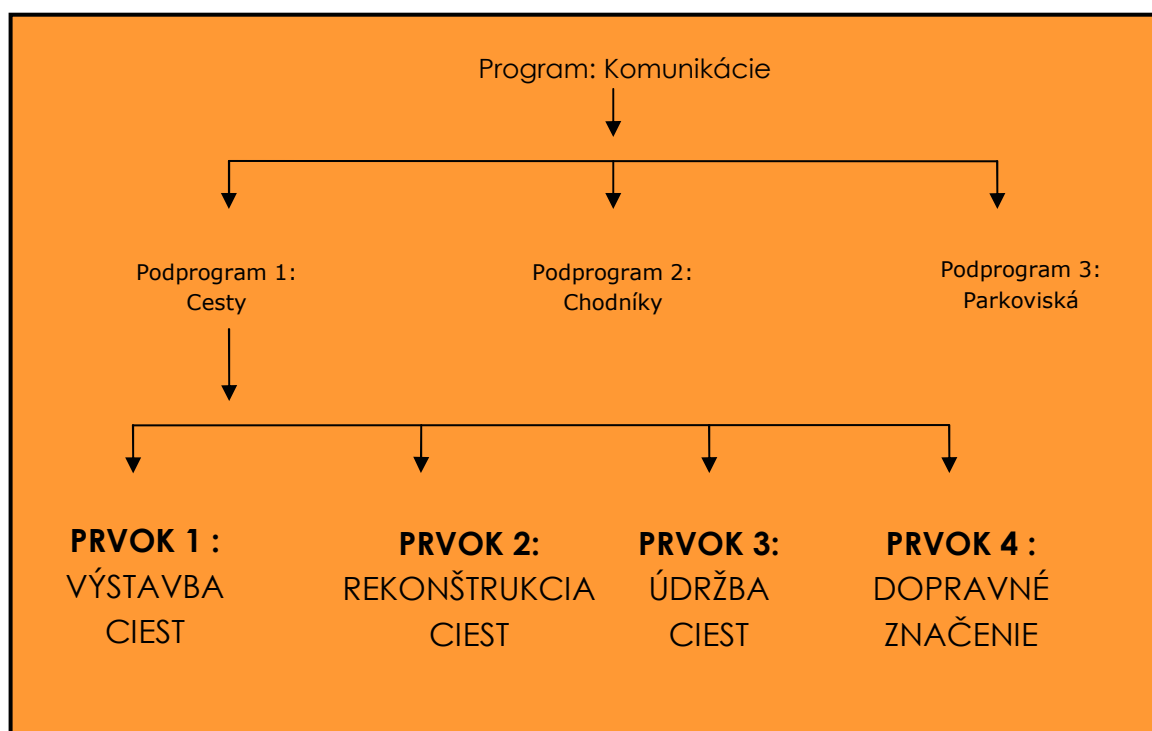 Program: Komunikácie
Podprogram 1:
Cesty
Podprogram 2:
Chodníky
Podprogram 3:
Parkoviská
PRVOK 1 :
VÝSTAVBA
CIEST
PRVOK 2:
REKONŠTRUKCIA
CIEST
PRVOK 3:
ÚDRŽBA
CIEST
PRVOK 4 :
DOPRAVNÉ
ZNAČENIE